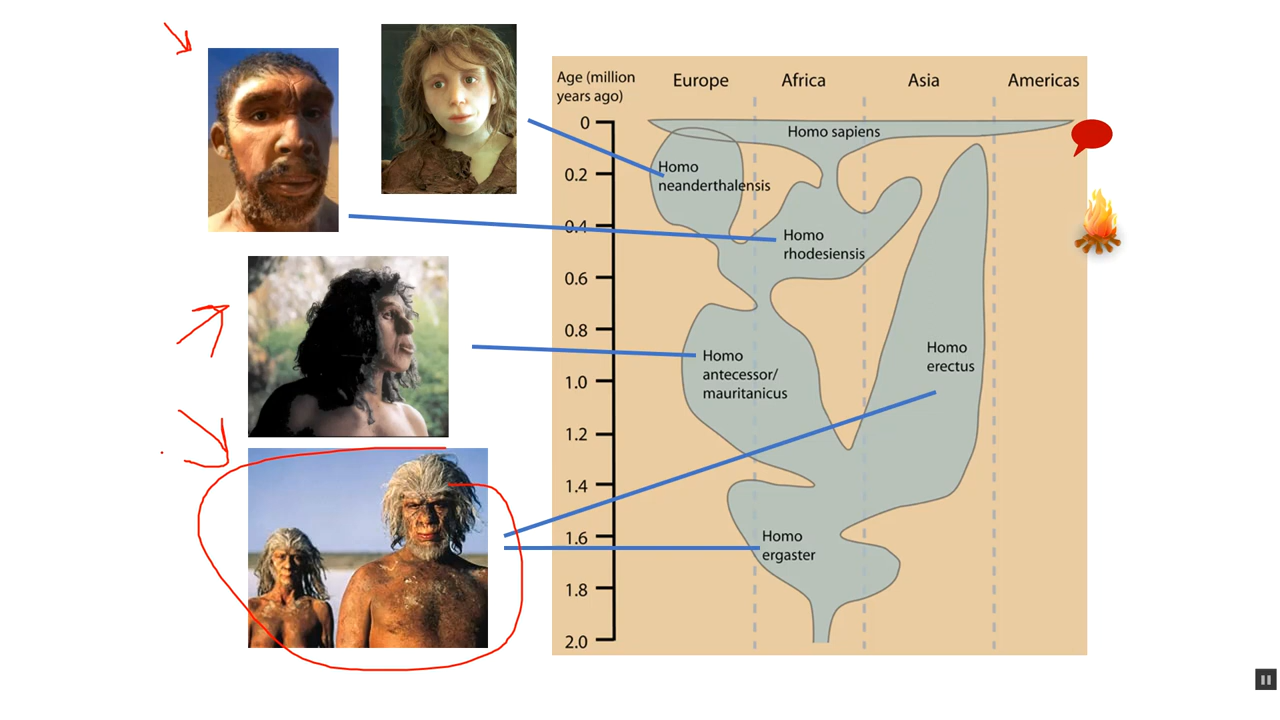 Age (million
years ago)
Europe
Africa
Asia
Americas
0
Homo sapiens
0.2
Homo
neanderthalensis
0.4
Homo
rhodesiensis
0.6
0.8
Homo
antecessor/
mauritanicus
Homo
erectus
1.0
1.2
1.4
1.6
Homo
ergaster
1.8
2.0